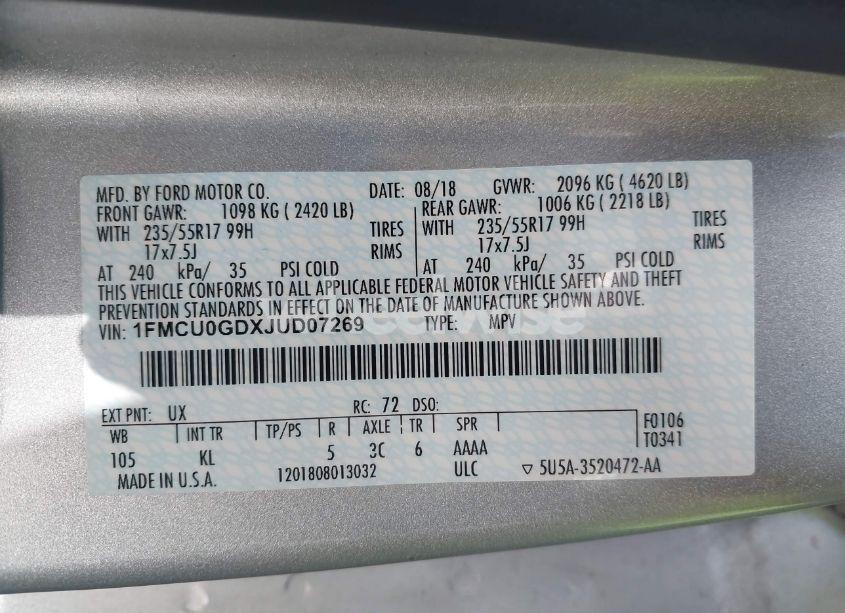 MFD. BY FORD MOTOR CO. DATE: 08/18 GVWR: 2096 KG ( 4620 LB)
FRONT GAWR: 1098 KG ( 2420 LB) REAR GAWR: 1006 KG ( 2218 LB)
WITH 235/55R17 99H TIRES WITH 235/55R17 99H TIRES
17x7.5J RIMS 17x7.5J RIMS
AT 240 kPa/ 35 PSI COLD AT 240 kPa/ 35 PSI COLD
THIS VEHICLE CONFORMS TO ALL APPLICABLE FEDERAL MOTOR VEHICLE SAFETY AND THEFT
PREVENTION STANDARDS IN EFFECT ON THE DATE OF MANUFACTURE SHOWN ABOVE.
VIN: 1FMCU0GDXJUD07269 TYPE: MPV
EXT PNT: UX RC: 72 DSO:
WB INT TR TP/PS R AXLE TR SPR F0106
T0341
105 KL 5 3C 6 AAAA
MADE IN U.S.A. 1201808013032 ULC ▽ 5U5A-3520472-AA